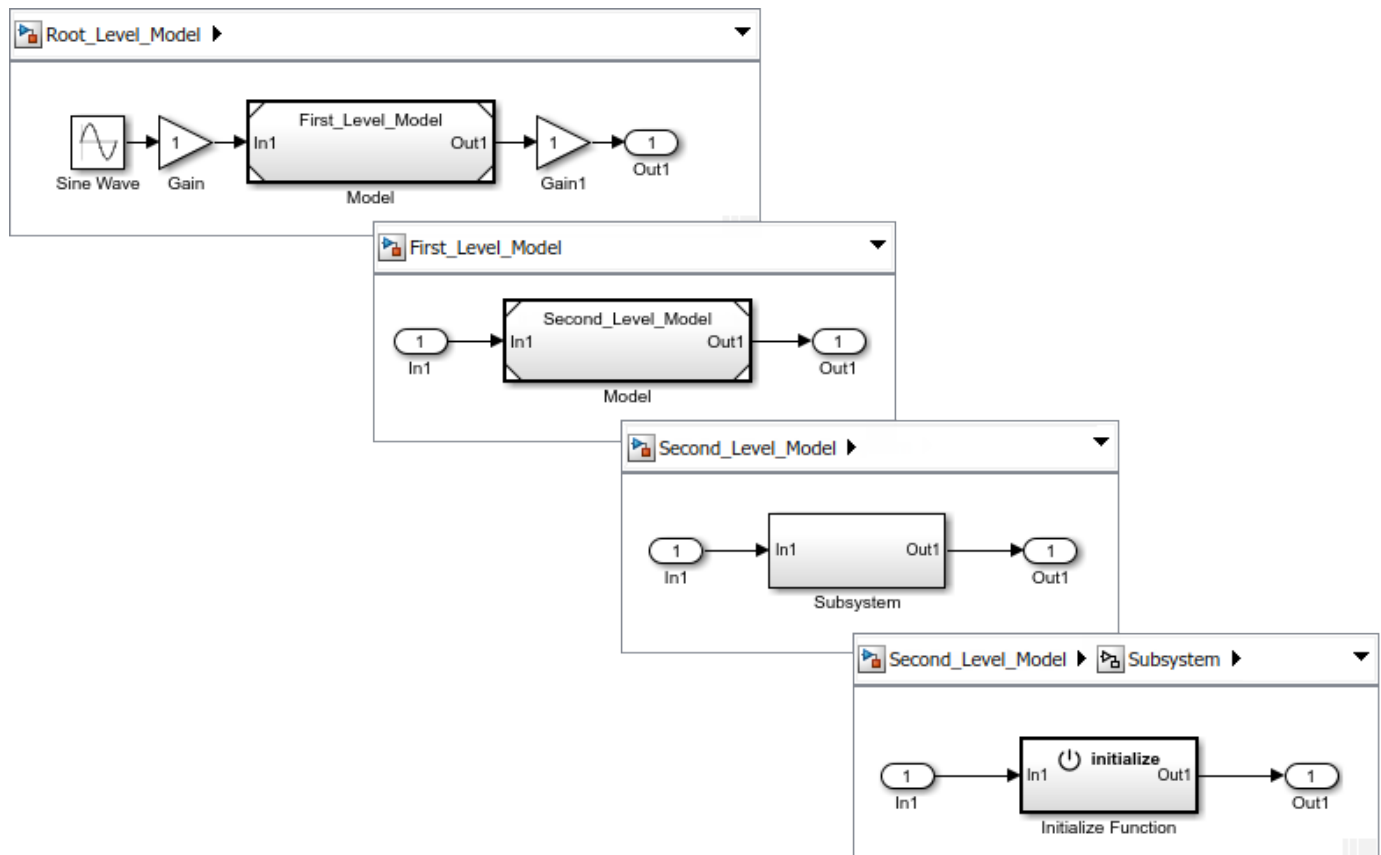 Root_Level_Model
First_Level_Model
1
In1
Out1
1
1
Sine Wave
Gain
Model
Gain1
Out1
First_Level_Model
Second_Level_Model
1
In1
Out1
1
In1
Out1
Model
Second_Level_Model
1
In1
Out1
1
In1
Out1
Subsystem
Second_Level_Model
Subsystem
initialize
1
In1
Out1
1
In1
Out1
Initialize Function